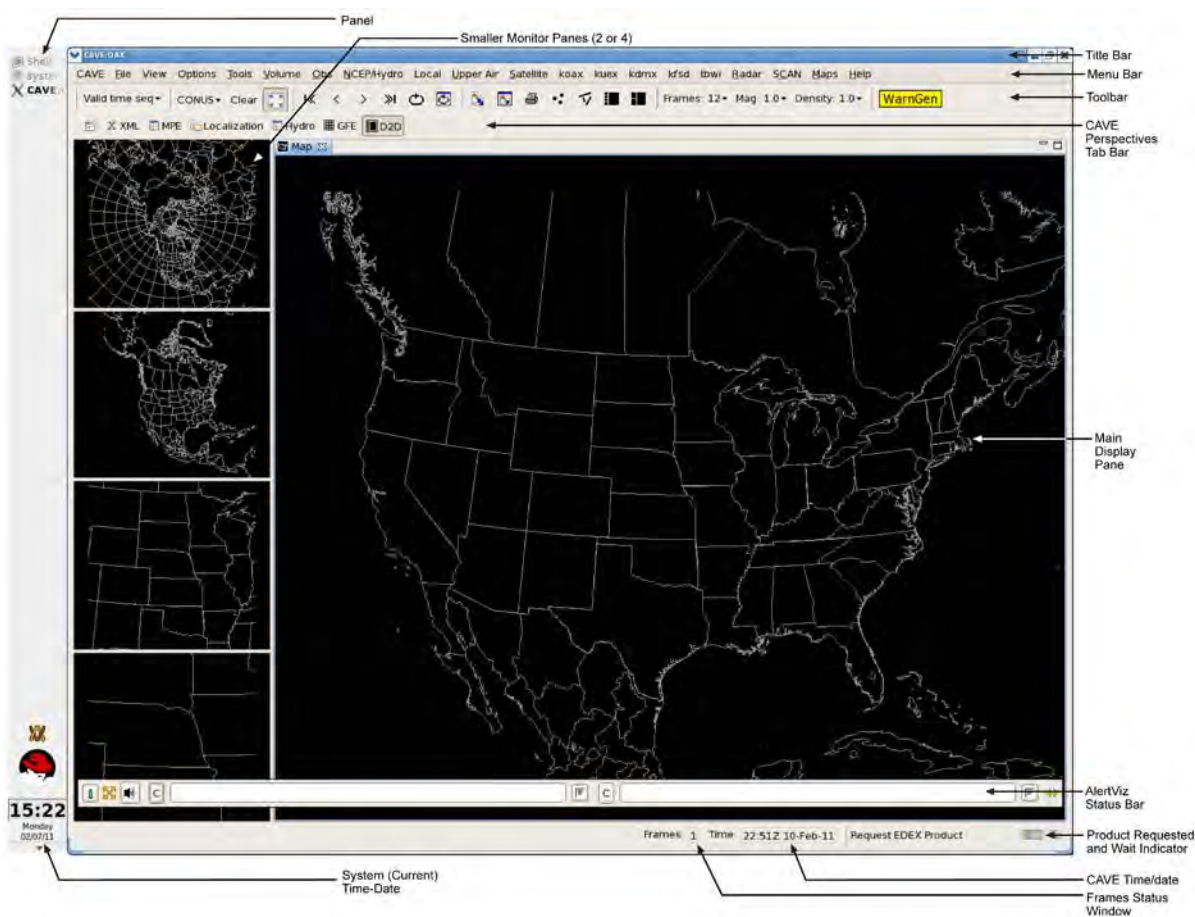 Panel
Smaller Monitor Panes (2 or 4)
Shell
CAVE:OAX
Title Bar
CAVE File View Options Tools Volume Obs NCEP/Hydro Local Upper Air Satellite koax kuex kdmx kfsd tbwi Radar SCAN Maps Help
Menu Bar
CAVE
Valid time seq CONUS Clear Frames: 12 Mag: 1.0 Density: 1.0 WarnGen
Toolbar
XML MPE Localization Hydro GFE D2D
CAVE
Perspectives
Tab Bar
Map
Main
Display
Pane
C C
AlertViz
Status Bar
15:22
Monday
02/07/11
Frames 1 Time 22:51Z 10-Feb-11 Request EDEX Product
Product Requested
and Wait Indicator
System (Current)
Time-Date
CAVE Time/date
Frames Status
Window